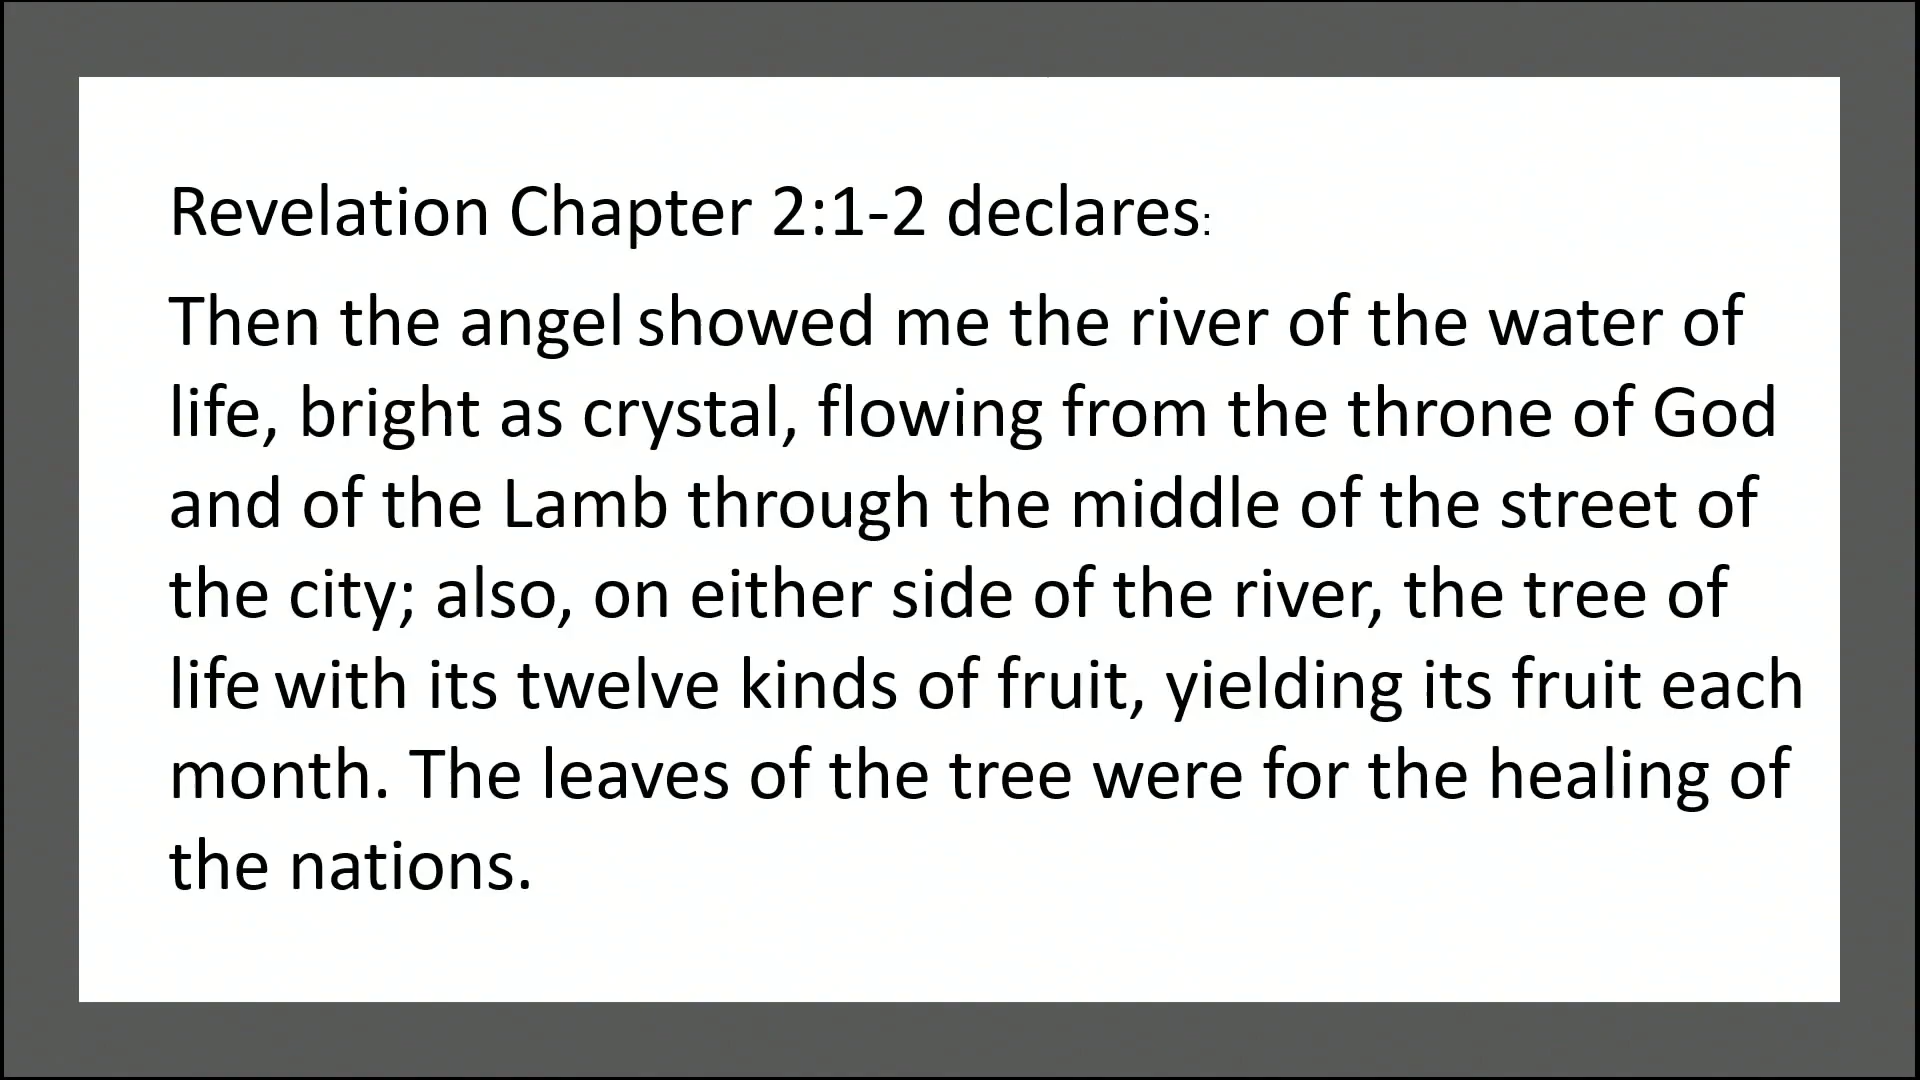 Revelation Chapter 2:1-2 declares:
Then the angel showed me the river of the water of
life, bright as crystal, flowing from the throne of God
and of the Lamb through the middle of the street of
the city; also, on either side of the river, the tree of
life with its twelve kinds of fruit, yielding its fruit each
month. The leaves of the tree were for the healing of
the nations.